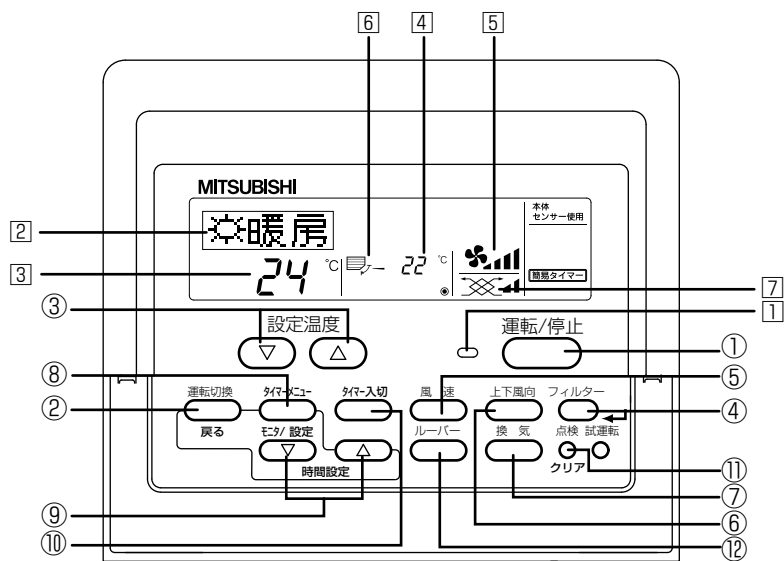 6 4 5
MITSUBISHI
本体
センサー使用
2 暖房
3 24 ℃ 22 ℃
簡易タイマー
7
1
③ 設定温度 運転/停止
▽ △ ①
⑧ ⑤
運転切換 タイマーメニュー タイマー入切 風 速 上下風向 フィルター
② ④
戻る モニタ/設定 ルーバー 換 気 点検 試運転
▽ △
時間設定 クリア
⑪
⑨ ⑦
⑩ ⑥
⑫